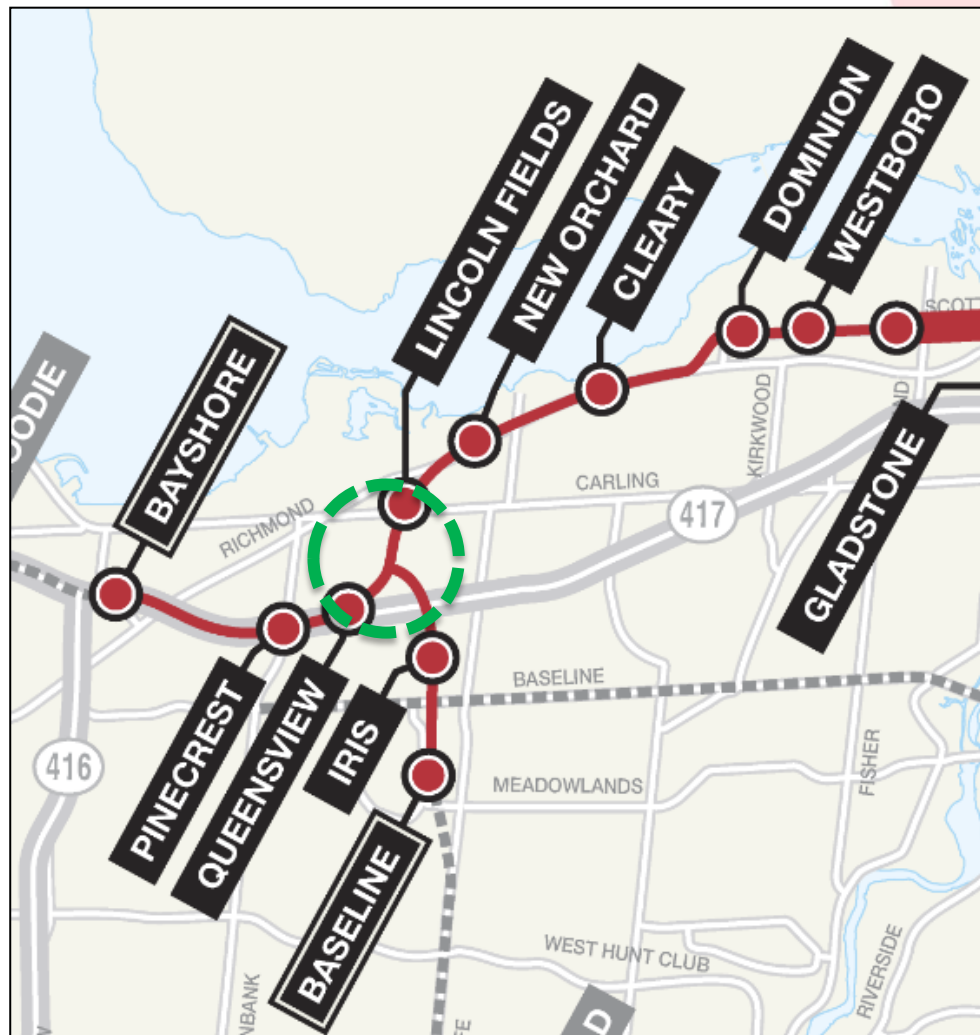 LINCOLN FIELDS
NEW ORCHARD
CLEARY
DOMINION
WESTBORO
BAYSHORE
SCOTT
KIRKWOOD
CARLING
RICHMOND
417
GLADSTONE
PINECREST
QUEENSVIEW
IRIS
BASELINE
BASELINE
416
MEADOWLANDS
FISHER
WEST HUNT CLUB
RIVERSIDE